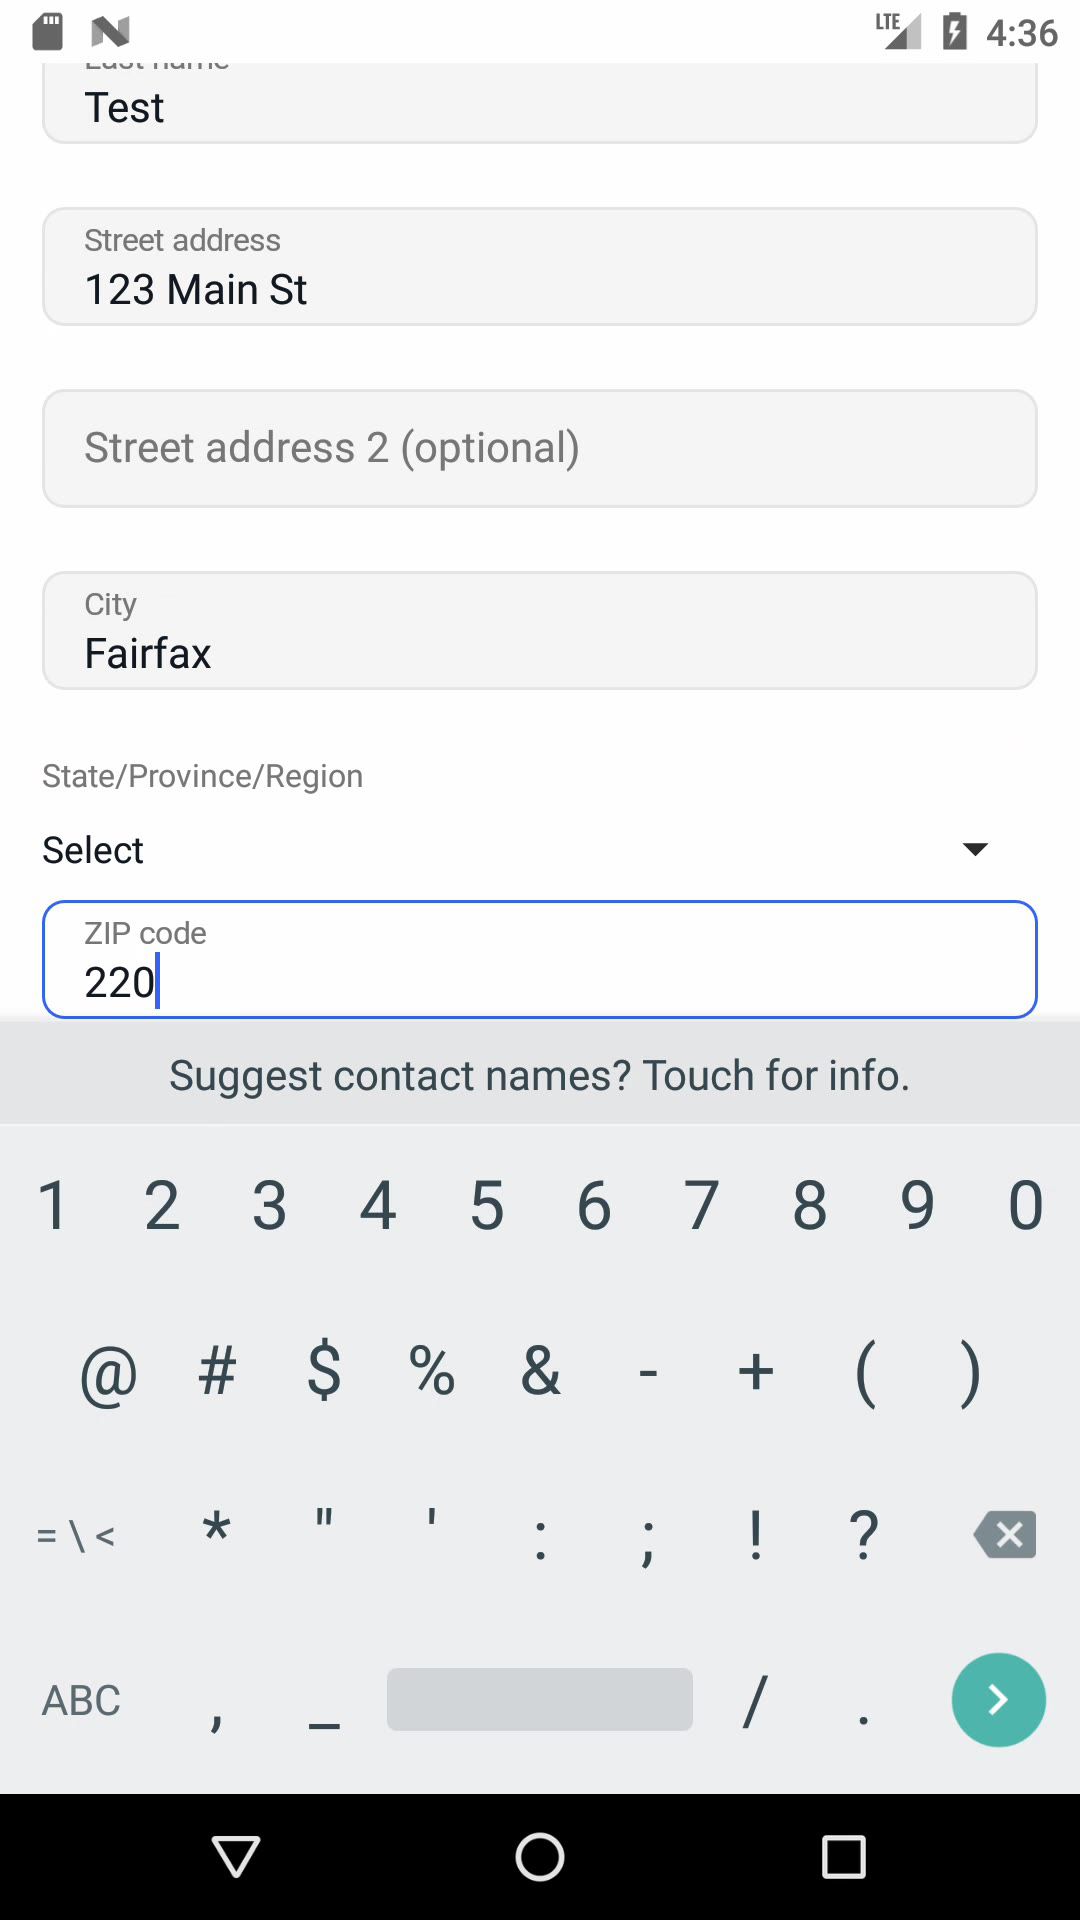 LTE 4:36
Last name
Test
Street address
123 Main St
Street address 2 (optional)
City
Fairfax
State/Province/Region
Select
ZIP code
220
Suggest contact names? Touch for info.
1 2 3 4 5 6 7 8 9 0
@ # $ % & - + ( )
= \ < * " ' : ; ! ?
ABC , _ / .